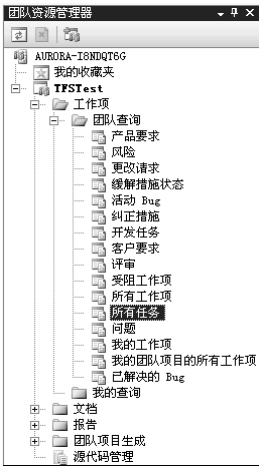 团队资源管理器
AURORA-I8NDQT6G
我的收藏夹
TFSTest
工作项
团队查询
产品要求
风险
更改请求
缓解措施状态
活动 Bug
纠正措施
开发任务
客户要求
评审
受阻工作项
所有工作项
所有任务
问题
我的工作项
我的团队项目的所有工作项
已解决的 Bug
我的查询
文档
报告
团队项目生成
源代码管理